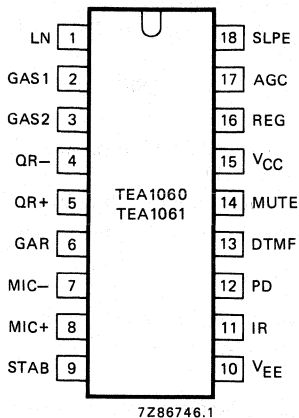 LN 1 18 SLPE
GAS1 2 17 AGC
GAS2 3 16 REG
QR− 4 15 VCC
QR+ 5 14 MUTE
GAR 6 13 DTMF
MIC− 7 12 PD
MIC+ 8 11 IR
STAB 9 10 VEE
TEA1060
TEA1061
7Z86746.1